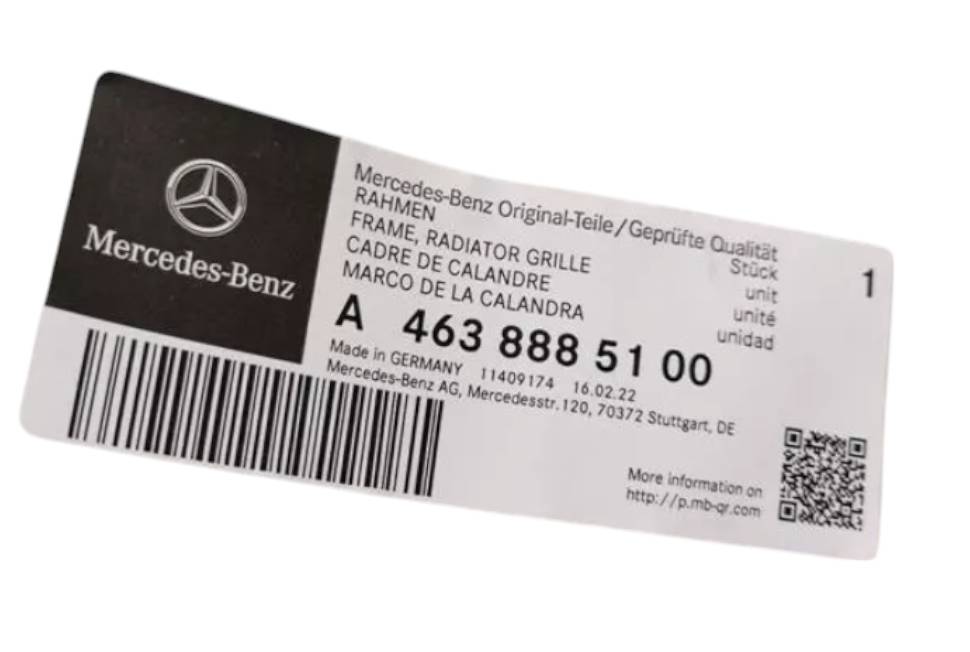 Mercedes-Benz
Mercedes-Benz Original-Teile/Geprüfte Qualität
RAHMEN
FRAME, RADIATOR GRILLE
CADRE DE CALANDRE
MARCO DE LA CALANDRA
Stück
unit
unité
unidad
1
A 463 888 51 00
Made in GERMANY 11409174 16.02.22
Mercedes-Benz AG, Mercedesstr.120, 70372 Stuttgart, DE
More information on
http://p.mb-qr.com